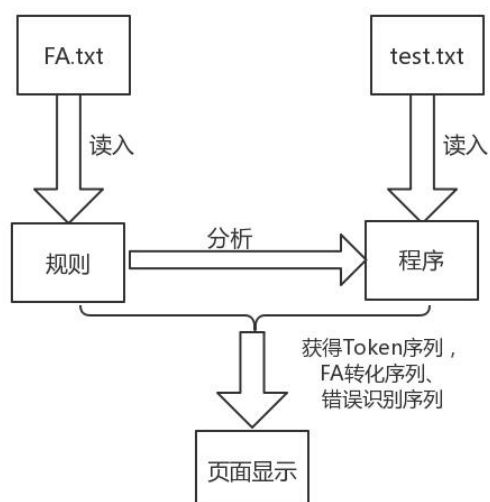 FA.txt
test.txt
读入
读入
规则
分析
程序
获得Token序列，
FA转化序列、
错误识别序列
页面显示